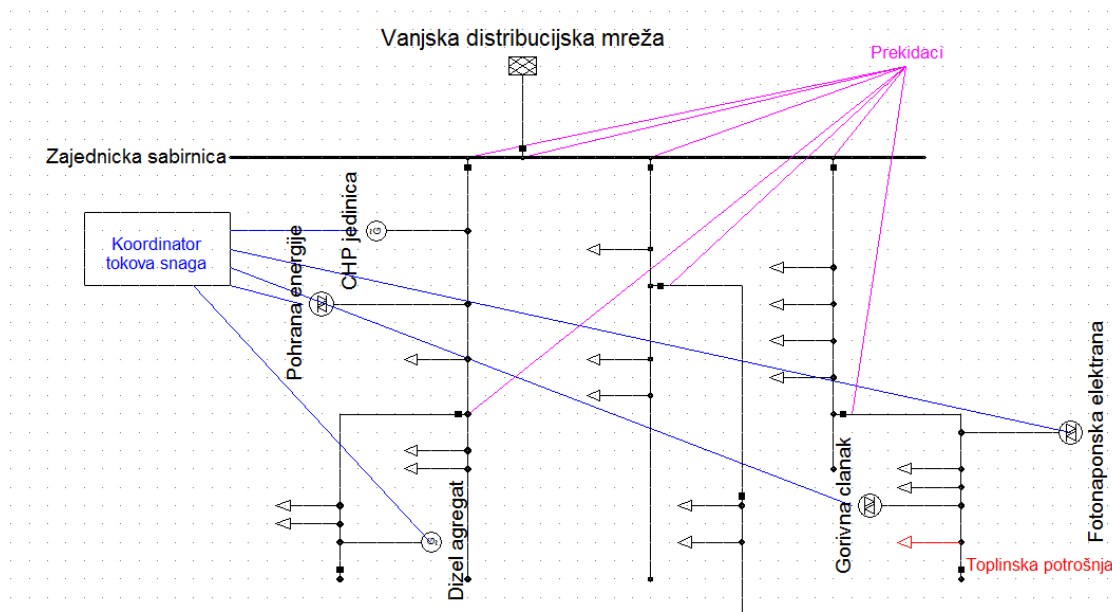 Vanjska distribucijska mreža
Prekidaci
Zajednicka sabirnica
Koordinator
tokova snaga
CHP jedinica
Pohrana energije
Fotonaponska elektrana
Gorivna clanak
Dizel agregat
Toplinska potrošnja
G
G